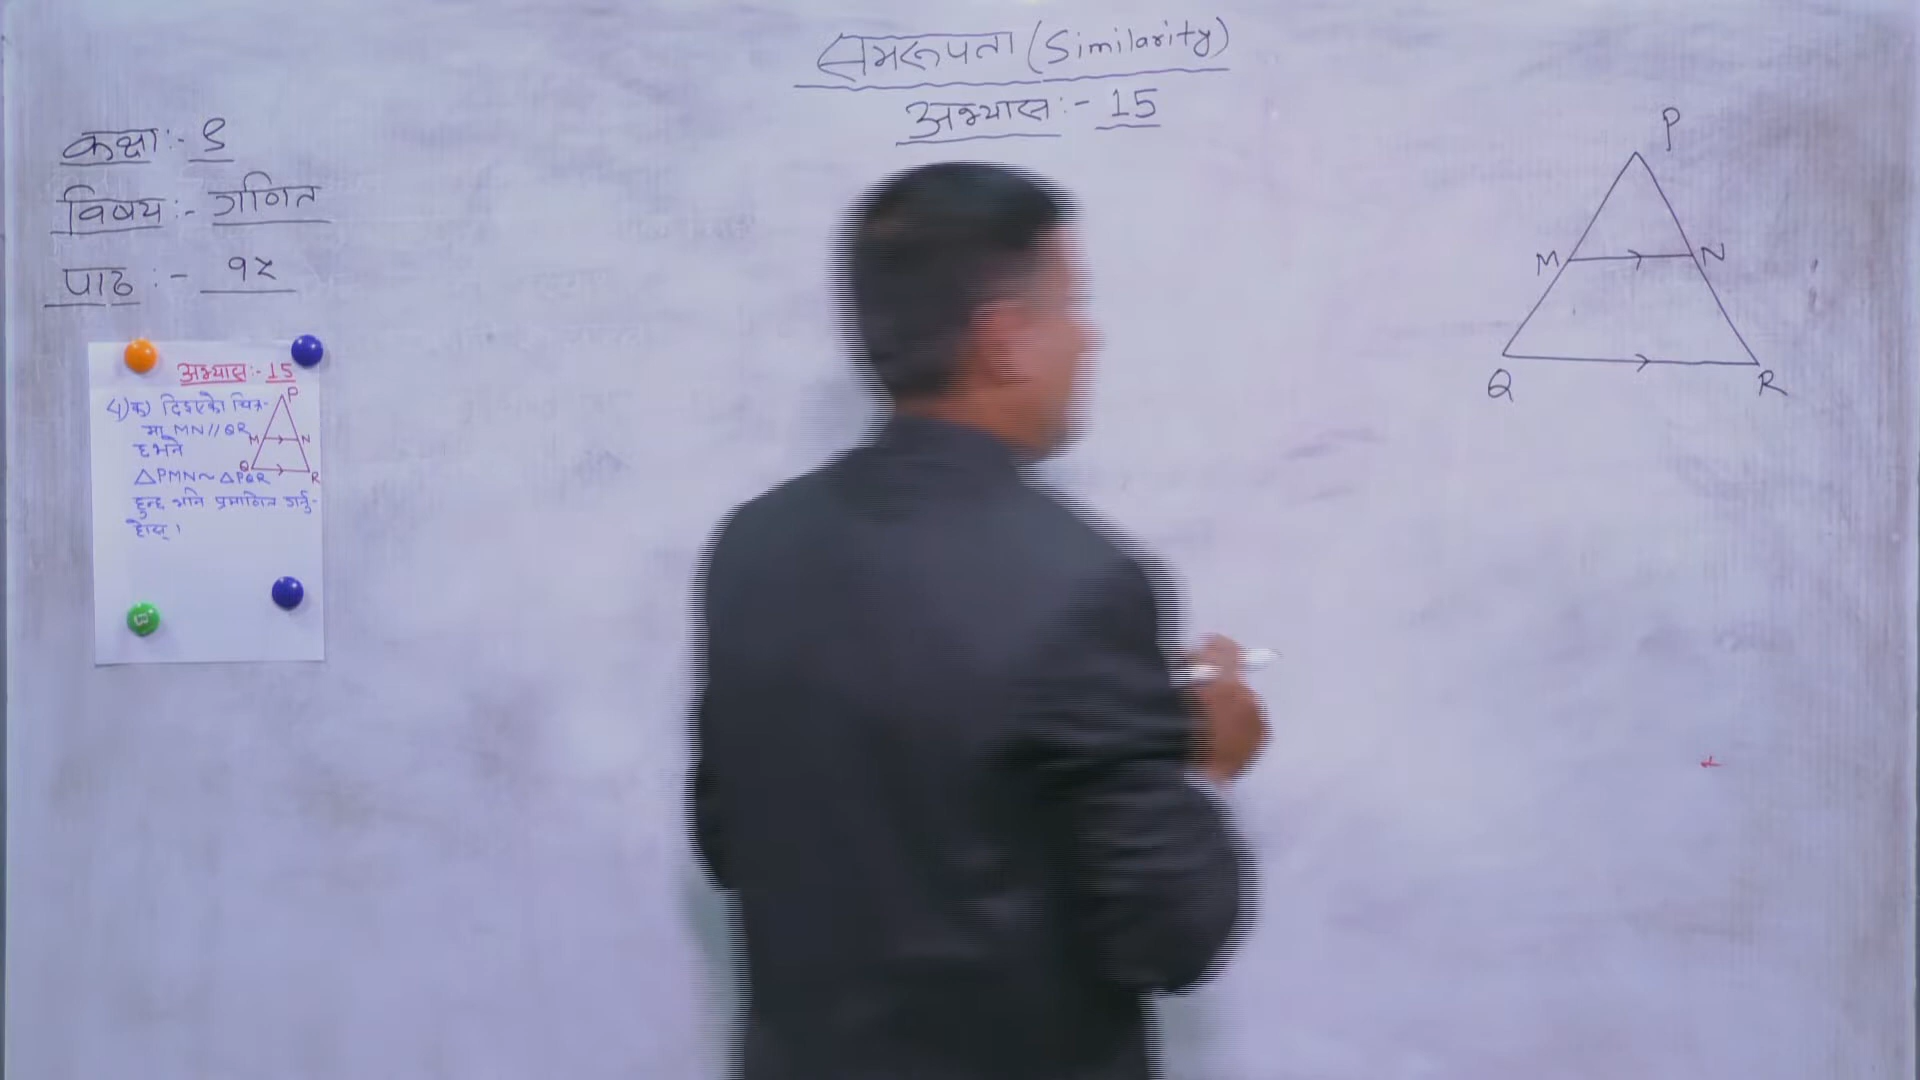 समरूपता (Similarity)
अभ्यास :- 15
कक्षा :- ९
विषय :- गणित
पाठ :- १५
P
M N
Q R
अभ्यास :- 15
4) क) दिइएको चित्र-
मा MN//QR
छ भने
△PMN ~ △PQR
हुन्छ भनि प्रमाणित गर्नु-
होस् ।
P
M N
Q R